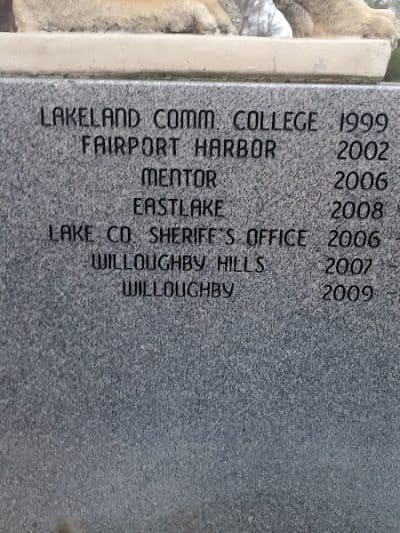 LAKELAND COMM. COLLEGE 1999
FAIRPORT HARBOR 2002
MENTOR 2006
EASTLAKE 2008
LAKE CO. SHERIFF'S OFFICE 2006 -
WILLOUGHBY HILLS 2007 -
WILLOUGHBY 2009 -